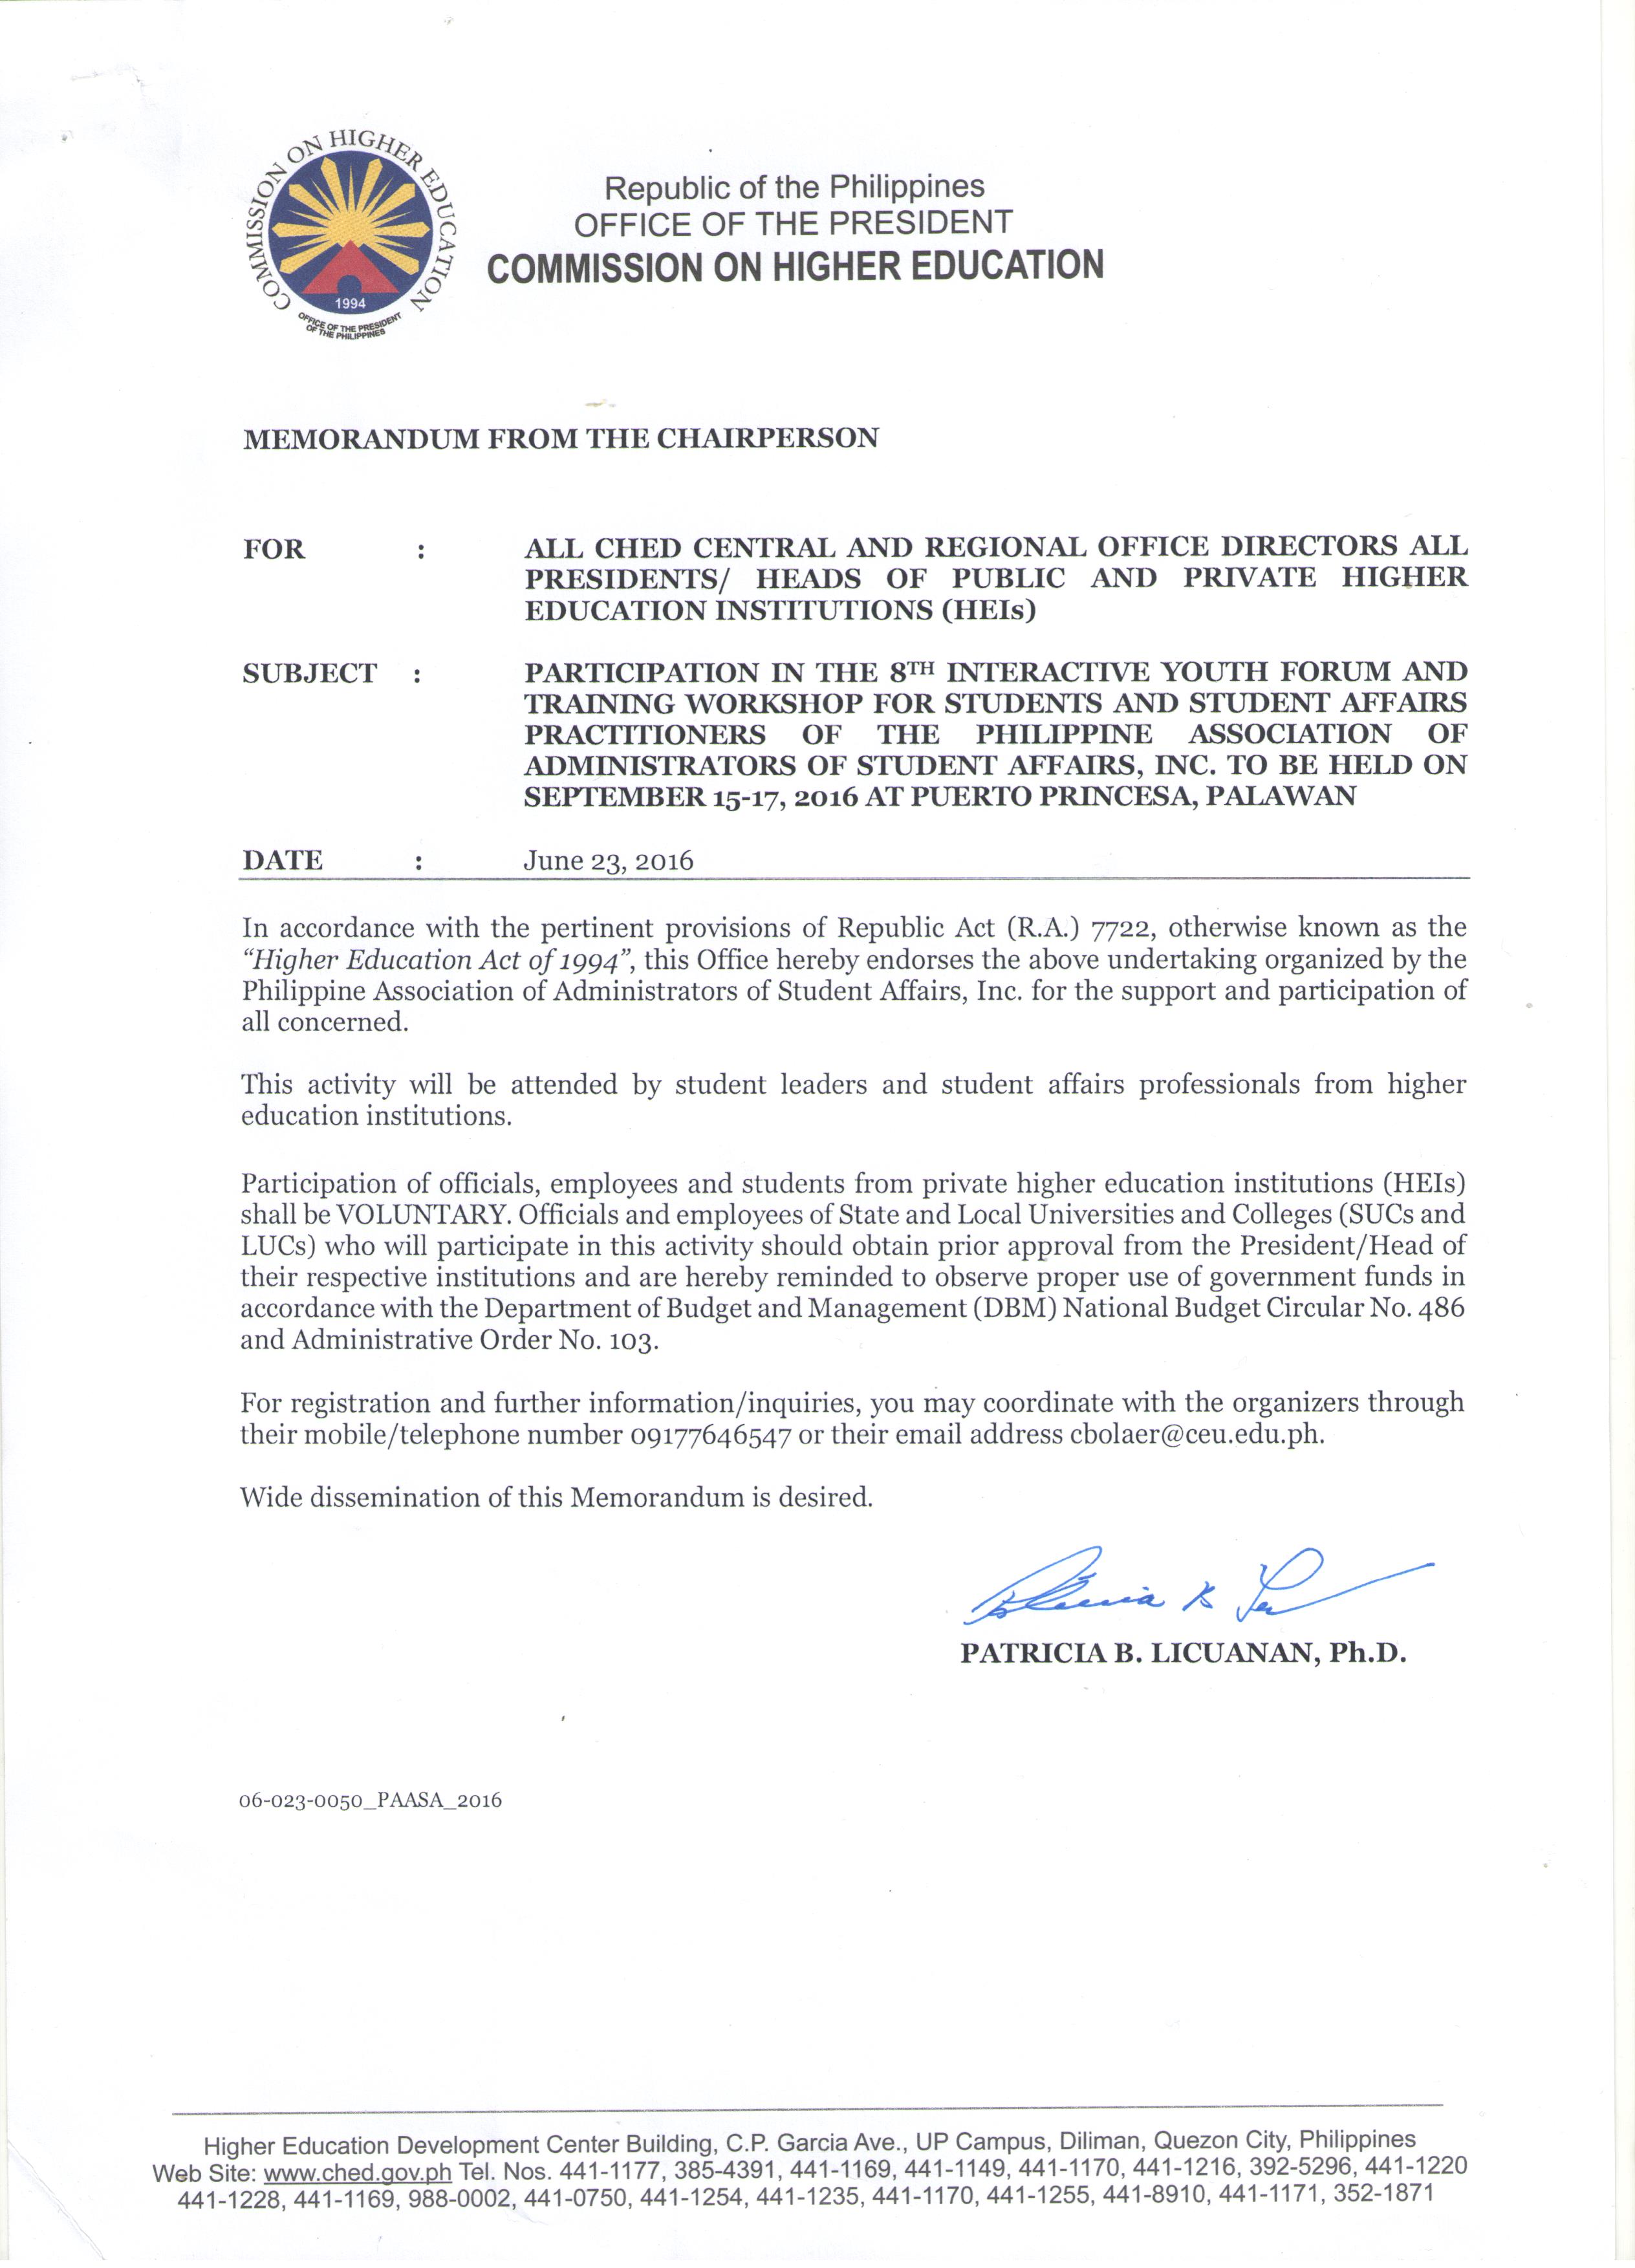 COMMISSION ON HIGHER EDUCATION
1994
OFFICE OF THE PRESIDENT
OF THE PHILIPPINES
Republic of the Philippines
OFFICE OF THE PRESIDENT
COMMISSION ON HIGHER EDUCATION
MEMORANDUM FROM THE CHAIRPERSON
FOR : ALL CHED CENTRAL AND REGIONAL OFFICE DIRECTORS ALL
PRESIDENTS/ HEADS OF PUBLIC AND PRIVATE HIGHER
EDUCATION INSTITUTIONS (HEIs)
SUBJECT : PARTICIPATION IN THE 8TH INTERACTIVE YOUTH FORUM AND
TRAINING WORKSHOP FOR STUDENTS AND STUDENT AFFAIRS
PRACTITIONERS OF THE PHILIPPINE ASSOCIATION OF
ADMINISTRATORS OF STUDENT AFFAIRS, INC. TO BE HELD ON
SEPTEMBER 15-17, 2016 AT PUERTO PRINCESA, PALAWAN
DATE : June 23, 2016
In accordance with the pertinent provisions of Republic Act (R.A.) 7722, otherwise known as the
“Higher Education Act of 1994”, this Office hereby endorses the above undertaking organized by the
Philippine Association of Administrators of Student Affairs, Inc. for the support and participation of
all concerned.
This activity will be attended by student leaders and student affairs professionals from higher
education institutions.
Participation of officials, employees and students from private higher education institutions (HEIs)
shall be VOLUNTARY. Officials and employees of State and Local Universities and Colleges (SUCs and
LUCs) who will participate in this activity should obtain prior approval from the President/Head of
their respective institutions and are hereby reminded to observe proper use of government funds in
accordance with the Department of Budget and Management (DBM) National Budget Circular No. 486
and Administrative Order No. 103.
For registration and further information/inquiries, you may coordinate with the organizers through
their mobile/telephone number 09177646547 or their email address cbolaer@ceu.edu.ph.
Wide dissemination of this Memorandum is desired.
PATRICIA B. LICUANAN, Ph.D.
06-023-0050_PAASA_2016
Higher Education Development Center Building, C.P. Garcia Ave., UP Campus, Diliman, Quezon City, Philippines
Web Site: www.ched.gov.ph Tel. Nos. 441-1177, 385-4391, 441-1169, 441-1149, 441-1170, 441-1216, 392-5296, 441-1220
441-1228, 441-1169, 988-0002, 441-0750, 441-1254, 441-1235, 441-1170, 441-1255, 441-8910, 441-1171, 352-1871